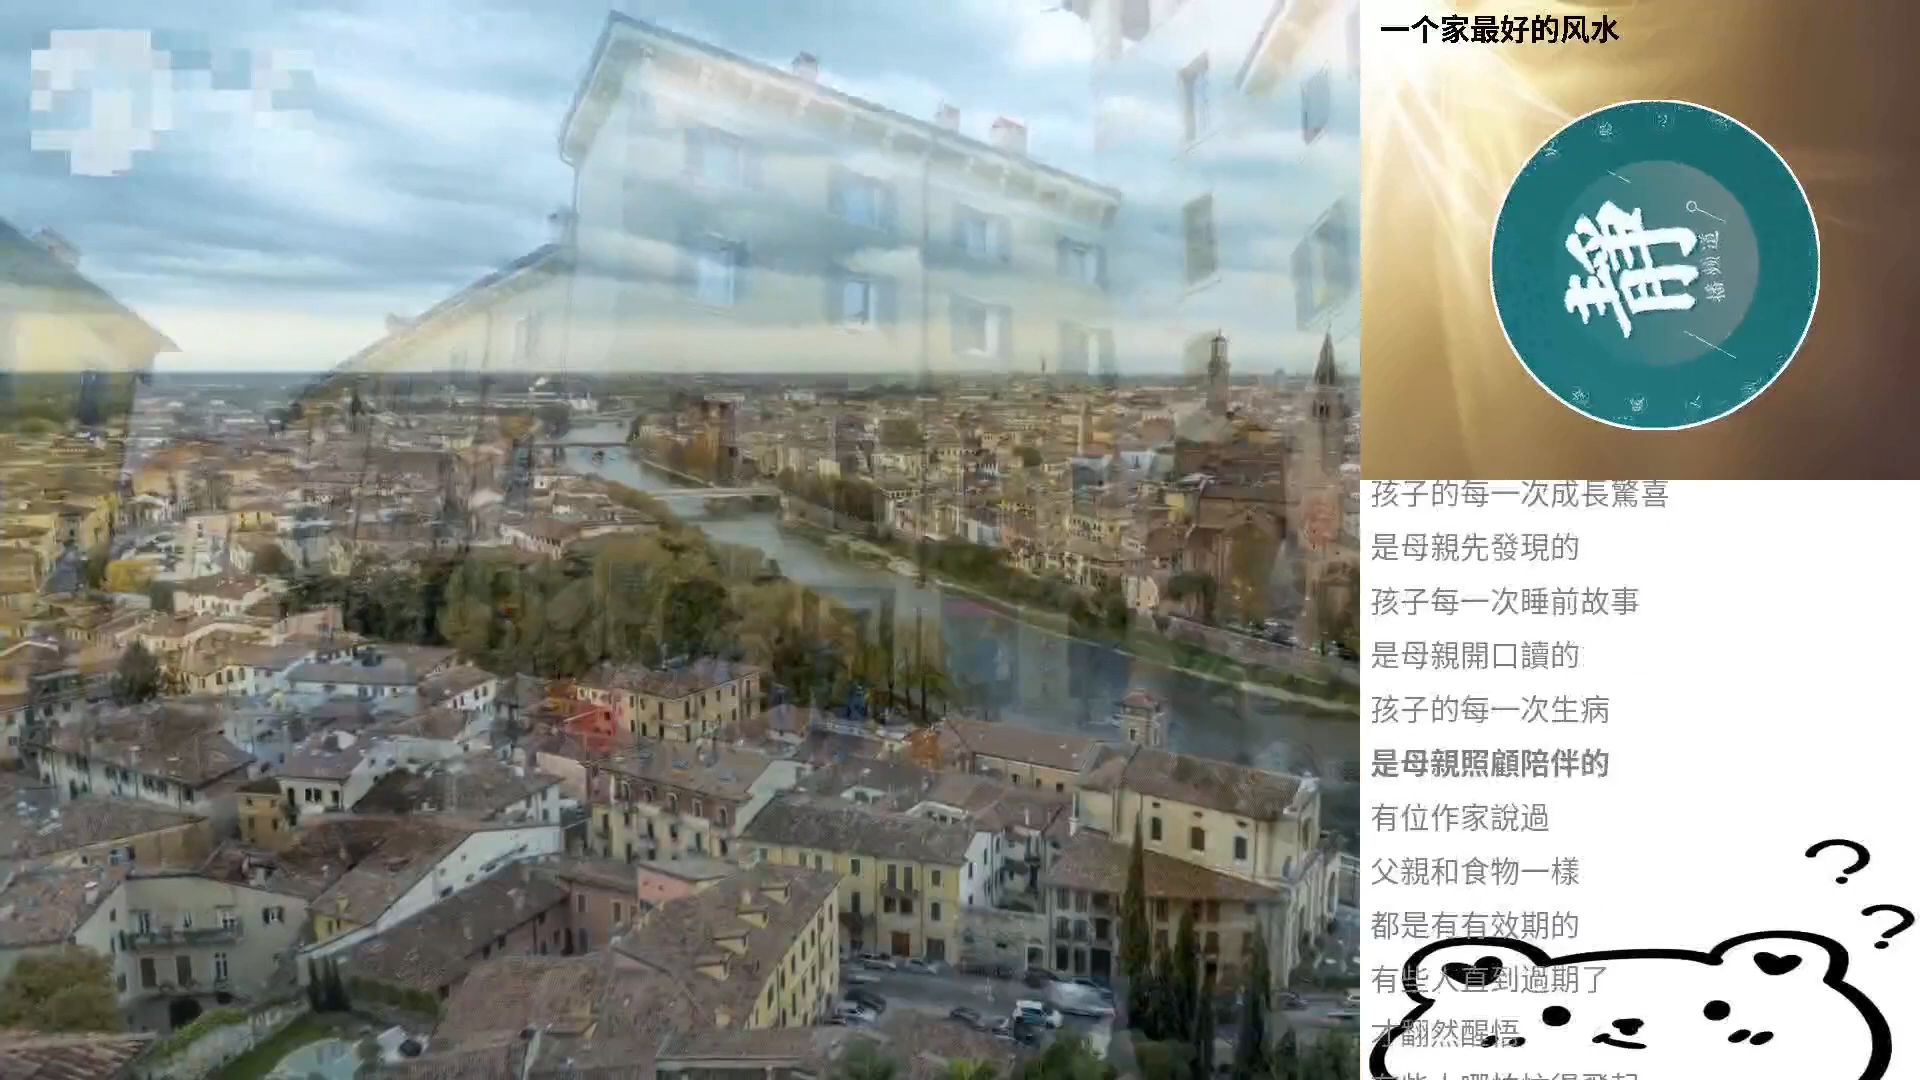 一个家最好的风水
静
播频道
孩子的每一次成長驚喜
是母親先發現的
孩子每一次睡前故事
是母親開口讀的
孩子的每一次生病
是母親照顧陪伴的
有位作家說過
父親和食物一樣
都是有有效期的
有些人直到過期了
才翻然醒悟